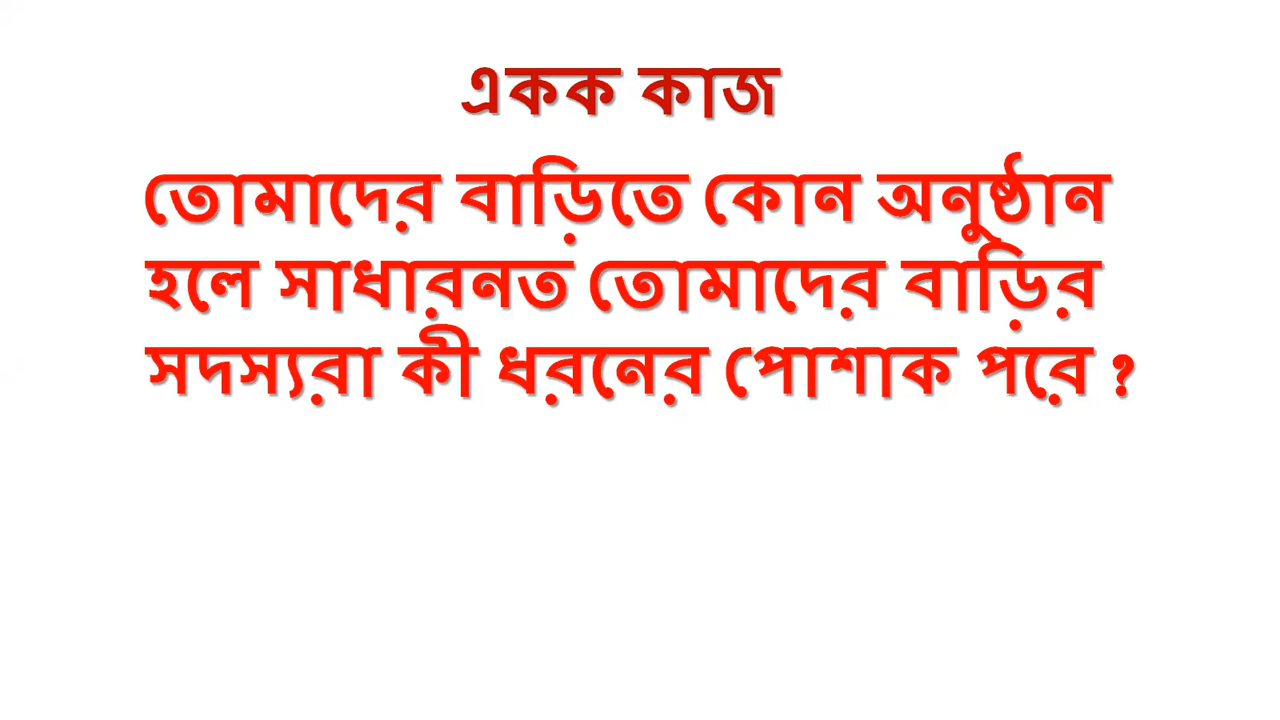 একক কাজ
তোমাদের বাড়িতে কোন অনুষ্ঠান
হলে সাধারনত তোমাদের বাড়ির
সদস্যরা কী ধরনের পোশাক পরে ?